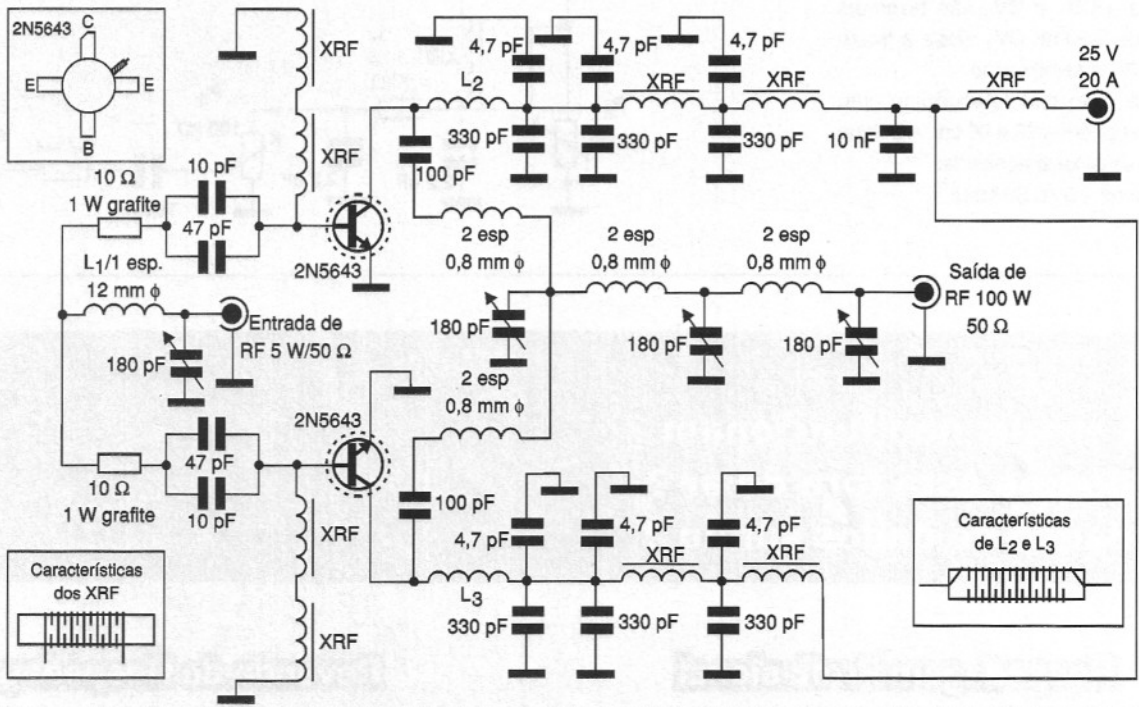 2N5643
C
E
E
B
XRF
XRF
10 Ω
1 W grafite
10 pF
47 pF
L1/1 esp.
12 mm ϕ
180 pF
Entrada de
RF 5 W/50 Ω
2N5643
4,7 pF
4,7 pF
4,7 pF
L2
XRF
XRF
XRF
25 V
20 A
330 pF
330 pF
330 pF
10 nF
100 pF
2 esp
0,8 mm ϕ
2 esp
0,8 mm ϕ
2 esp
0,8 mm ϕ
Saída de
RF 100 W
50 Ω
180 pF
180 pF
180 pF
2 esp
0,8 mm ϕ
2N5643
47 pF
10 pF
10 Ω
1 W grafite
XRF
XRF
100 pF
4,7 pF
4,7 pF
4,7 pF
XRF
XRF
L3
330 pF
330 pF
330 pF
Características
dos XRF
Características
de L2 e L3